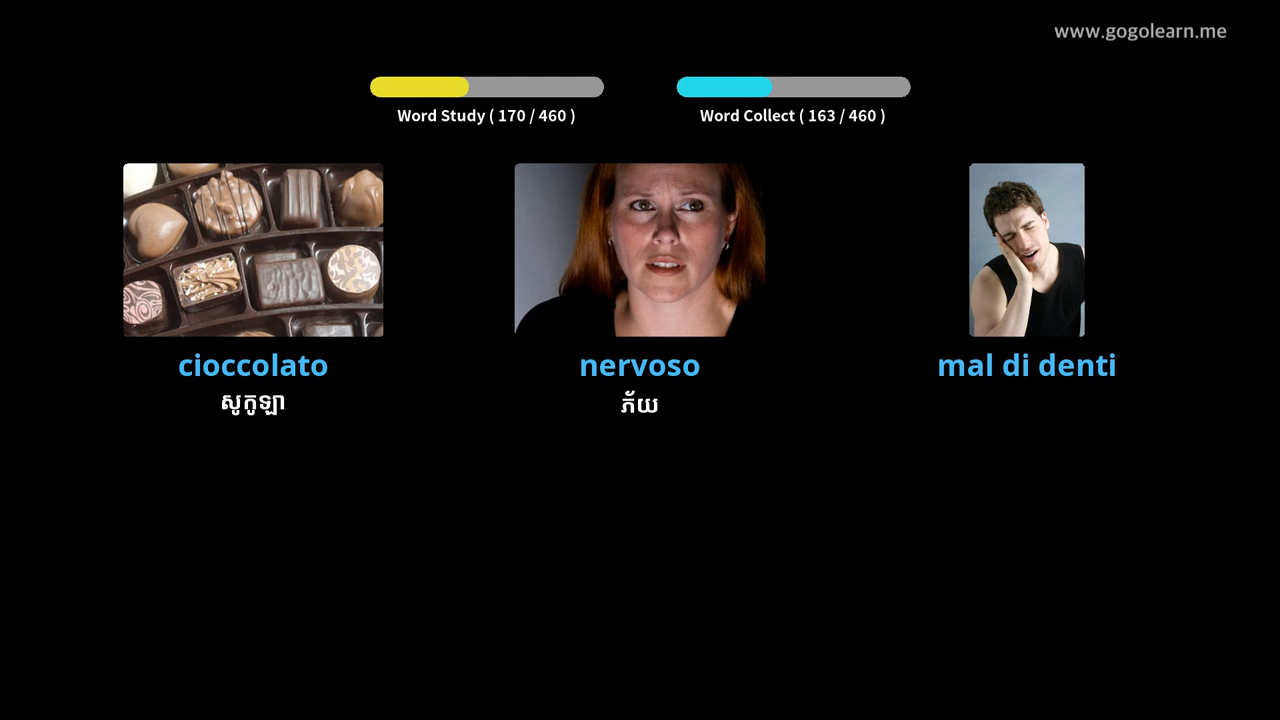 www.gogolearn.me
Word Study ( 170 / 460 )
Word Collect ( 163 / 460 )
cioccolato
nervoso
mal di denti
សូកូឡា
ភ័យ